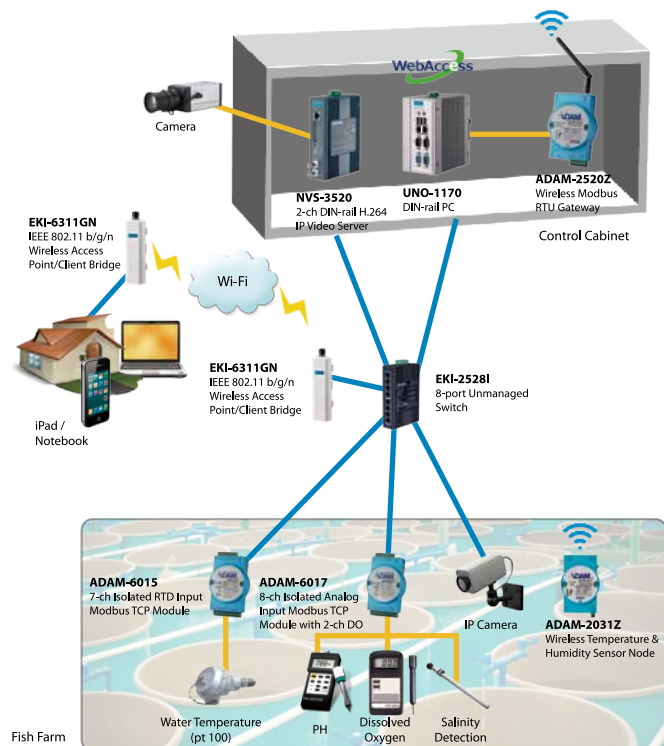 WebAccess
Camera
NVS-3520
2-ch DIN-rail H.264
IP Video Server
UNO-1170
DIN-rail PC
ADAM-2520Z
Wireless Modbus
RTU Gateway
Control Cabinet
EKI-6311GN
IEEE 802.11 b/g/n
Wireless Access
Point/Client Bridge
Wi-Fi
EKI-6311GN
IEEE 802.11 b/g/n
Wireless Access
Point/Client Bridge
EKI-2528I
8-port Unmanaged
Switch
iPad /
Notebook
ADAM-6015
7-ch Isolated RTD Input
Modbus TCP Module
ADAM-6017
8-ch Isolated Analog
Input Modbus TCP
Module with 2-ch DO
IP Camera
ADAM-2031Z
Wireless Temperature &
Humidity Sensor Node
Water Temperature
(pt 100)
PH
Dissolved
Oxygen
Salinity
Detection
Fish Farm
ADAM
ADAM
ADAM
ADAM